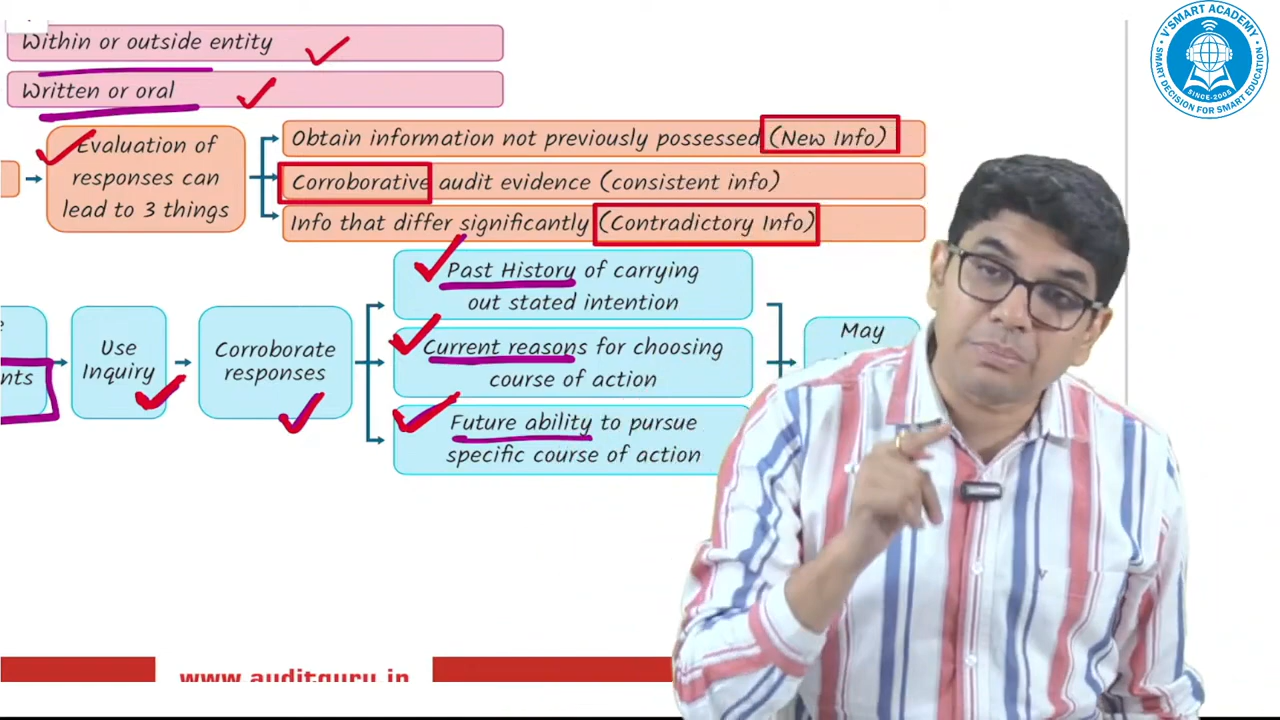 Within or outside entity
Written or oral
Evaluation of
responses can
lead to 3 things
Obtain information not previously possessed (New Info)
Corroborative audit evidence (consistent info)
Info that differ significantly (Contradictory Info)
nts
Use
Inquiry
Corroborate
responses
Past History of carrying
out stated intention
Current reasons for choosing
course of action
Future ability to pursue
specific course of action
May
www.auditguru.in
V'SMART ACADEMY
SINCE-2005
SMART DECISION FOR SMART EDUCATION